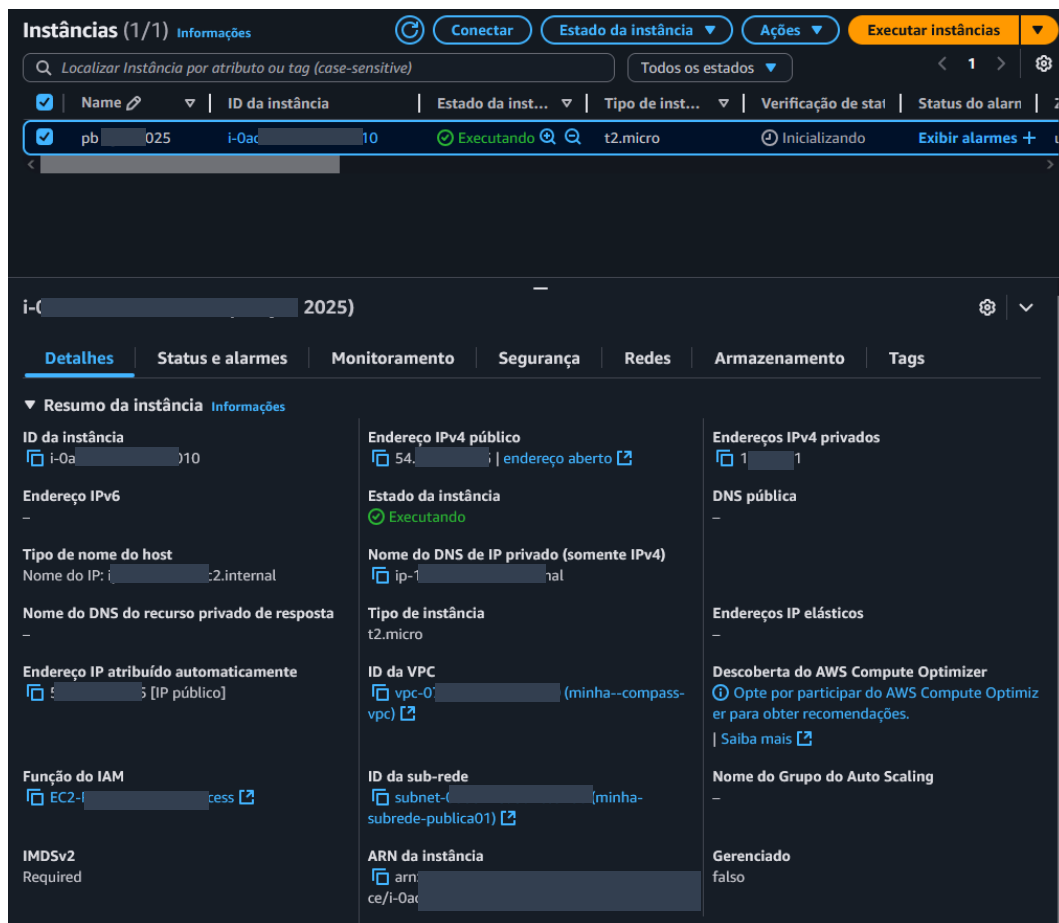 Instâncias (1/1) Informações Conectar Estado da instância Ações Executar instâncias
Localizar Instância por atributo ou tag (case-sensitive) Todos os estados 1
Name ID da instância Estado da inst... Tipo de inst... Verificação de stat Status do alarn
pb 025 i-0ac 10 Executando t2.micro Inicializando Exibir alarmes +
2025)
Detalhes Status e alarmes Monitoramento Segurança Redes Armazenamento Tags
Resumo da instância Informações
ID da instância
i-0a 010
Endereço IPv4 público
54. | endereço aberto
Endereços IPv4 privados
1 1
Endereço IPv6
–
Estado da instância
Executando
DNS pública
–
Tipo de nome do host
Nome do IP: i 2.internal
Nome do DNS de IP privado (somente IPv4)
ip-1 nal
Nome do DNS do recurso privado de resposta
–
Tipo de instância
t2.micro
Endereços IP elásticos
–
Endereço IP atribuído automaticamente
5 [IP público]
ID da VPC
vpc-07 (minha--compass-
vpc)
Descoberta do AWS Compute Optimizer
Opte por participar do AWS Compute Optimiz
er para obter recomendações.
| Saiba mais
Função do IAM
EC2- cess
ID da sub-rede
subnet-0 (minha-
subrede-publica01)
Nome do Grupo do Auto Scaling
–
IMDSv2
Required
ARN da instância
arn:
ce/i-0ac
Gerenciado
falso